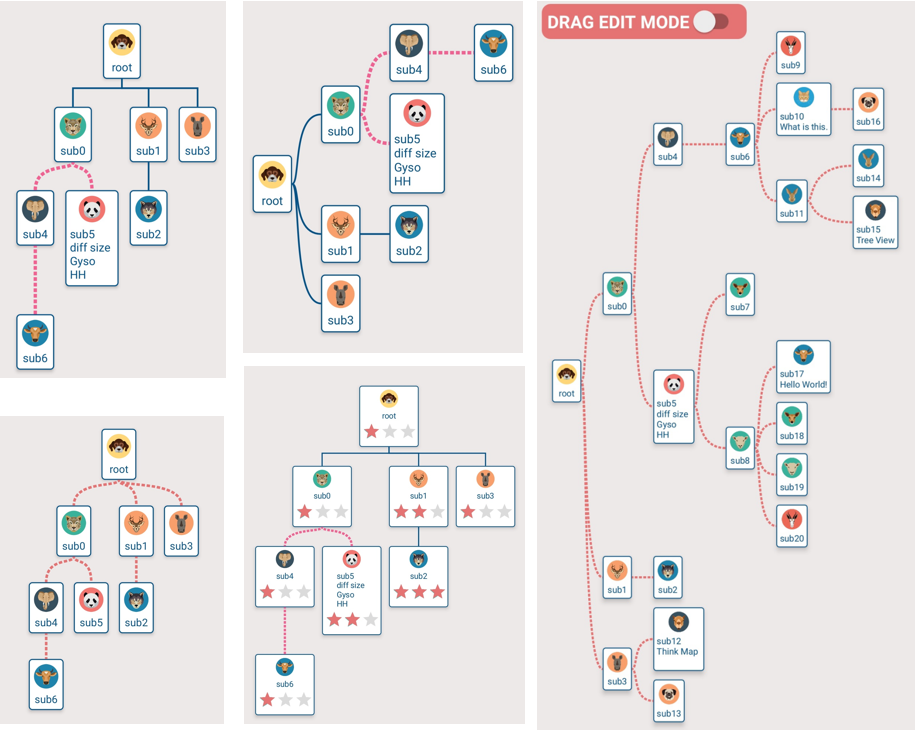 root
sub0
sub1
sub3
sub4
sub5
diff size
Gyso
HH
sub2
sub6
sub4
sub6
sub0
sub5
diff size
Gyso
HH
root
sub1
sub2
sub3
root
sub0
sub1
sub3
sub4
sub5
sub2
sub6
root
sub0
sub1
sub3
sub4
sub5
diff size
Gyso
HH
sub2
sub6
DRAG EDIT MODE
sub9
sub10
What is this.
sub16
sub4
sub6
sub14
sub11
sub15
Tree View
sub0
sub7
root
sub17
Hello World!
sub5
diff size
Gyso
HH
sub18
sub8
sub19
sub20
sub1
sub2
sub12
Think Map
sub3
sub13